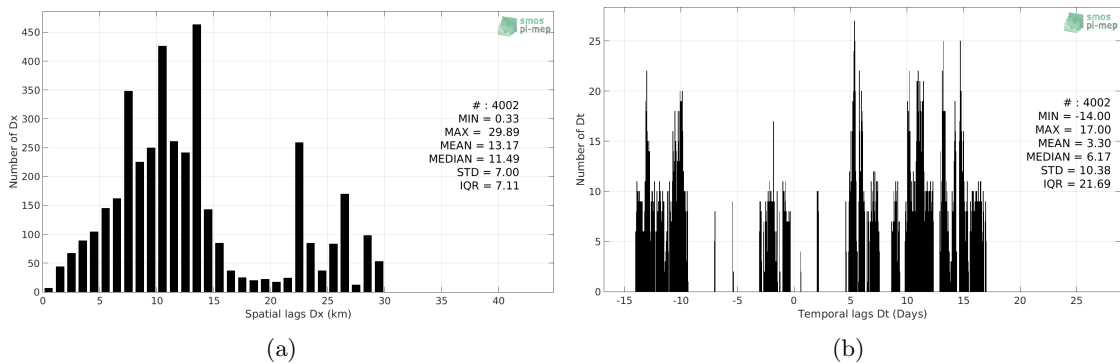 smos
pi-mep
450
400
350
300
250
200
150
100
50
0
Number of Dx
# : 4002
MIN = 0.33
MAX = 29.89
MEAN = 13.17
MEDIAN = 11.49
STD = 7.00
IQR = 7.11
0 5 10 15 20 25 30 35 40
Spatial lags Dx (km)
(a)
smos
pi-mep
25
20
15
10
5
0
Number of Dt
# : 4002
MIN = -14.00
MAX = 17.00
MEAN = 3.30
MEDIAN = 6.17
STD = 10.38
IQR = 21.69
-15 -10 -5 0 5 10 15 20 25
Temporal lags Dt (Days)
(b)